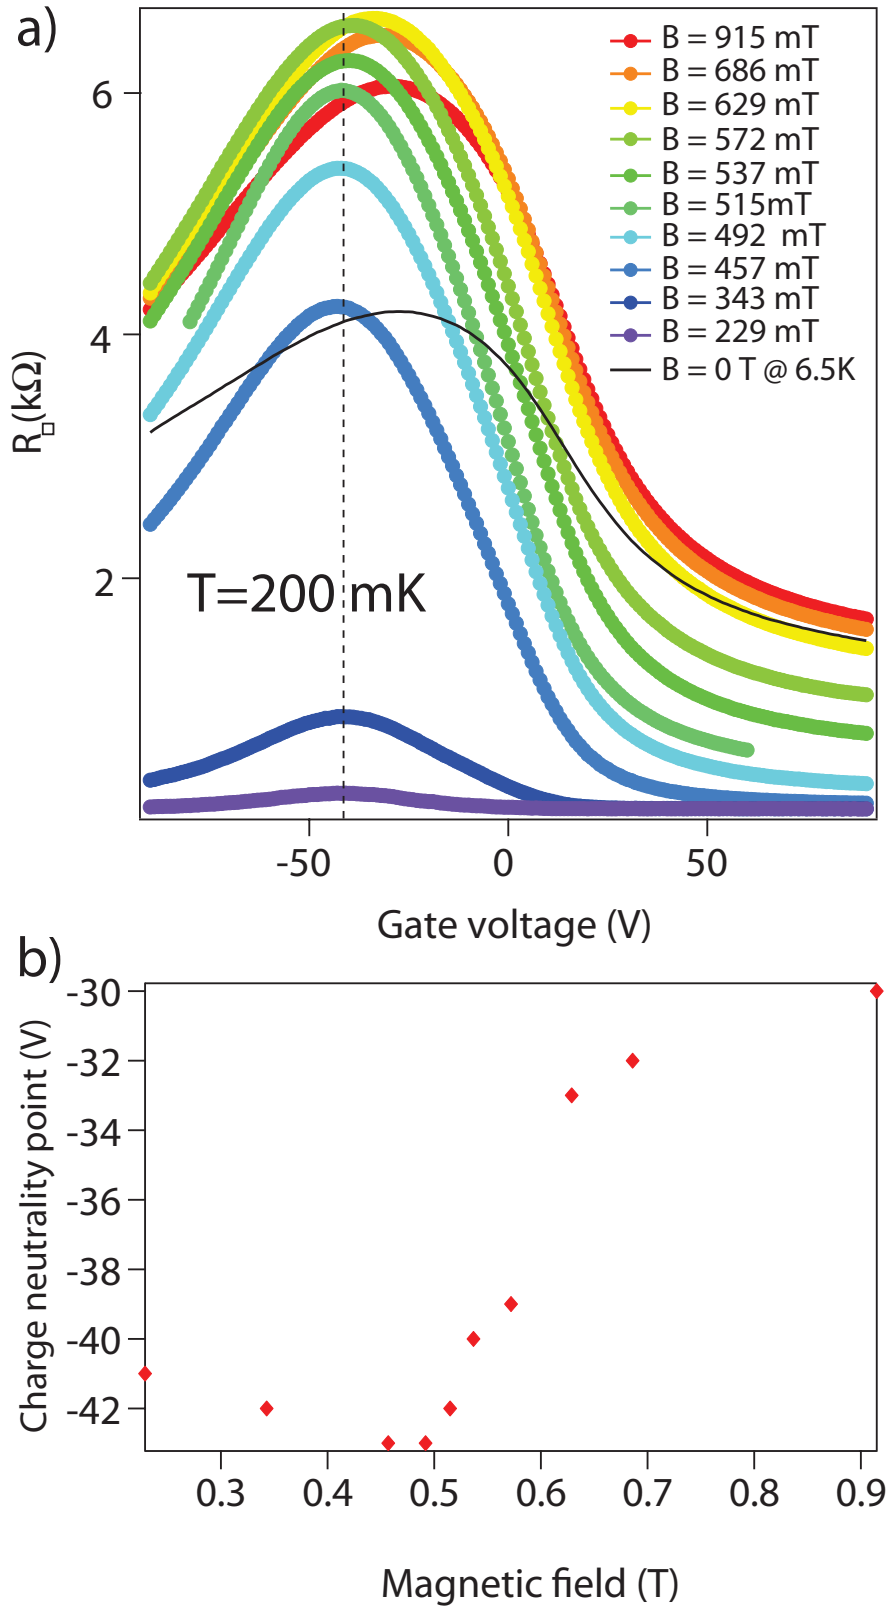 a)
B = 915 mT
B = 686 mT
B = 629 mT
B = 572 mT
B = 537 mT
B = 515mT
B = 492 mT
B = 457 mT
B = 343 mT
B = 229 mT
B = 0 T @ 6.5K
6
4
2
R□(kΩ)
T=200 mK
-50 0 50
Gate voltage (V)
b)
-30
-32
-34
-36
-38
-40
-42
Charge neutrality point (V)
0.3 0.4 0.5 0.6 0.7 0.8 0.9
Magnetic field (T)